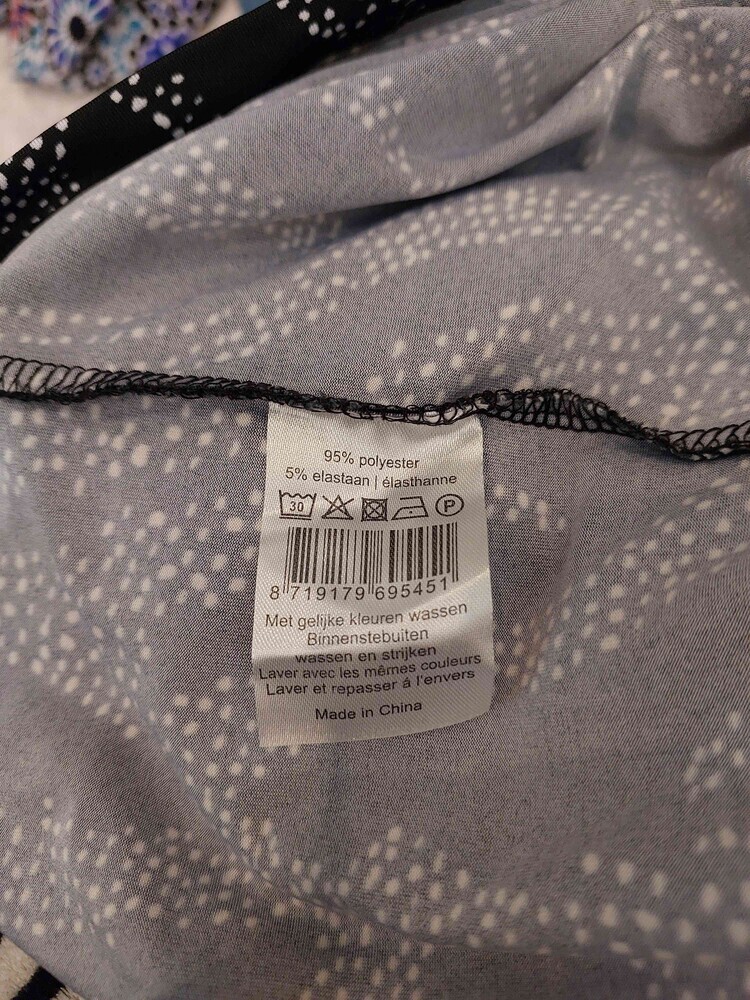 95% polyester
5% elastaan | élasthanne
30 P
8 719179 695451
Met gelijke kleuren wassen
Binnenstebuiten
wassen en strijken
Laver avec les mêmes couleurs
Laver et repasser à l'envers
Made in China